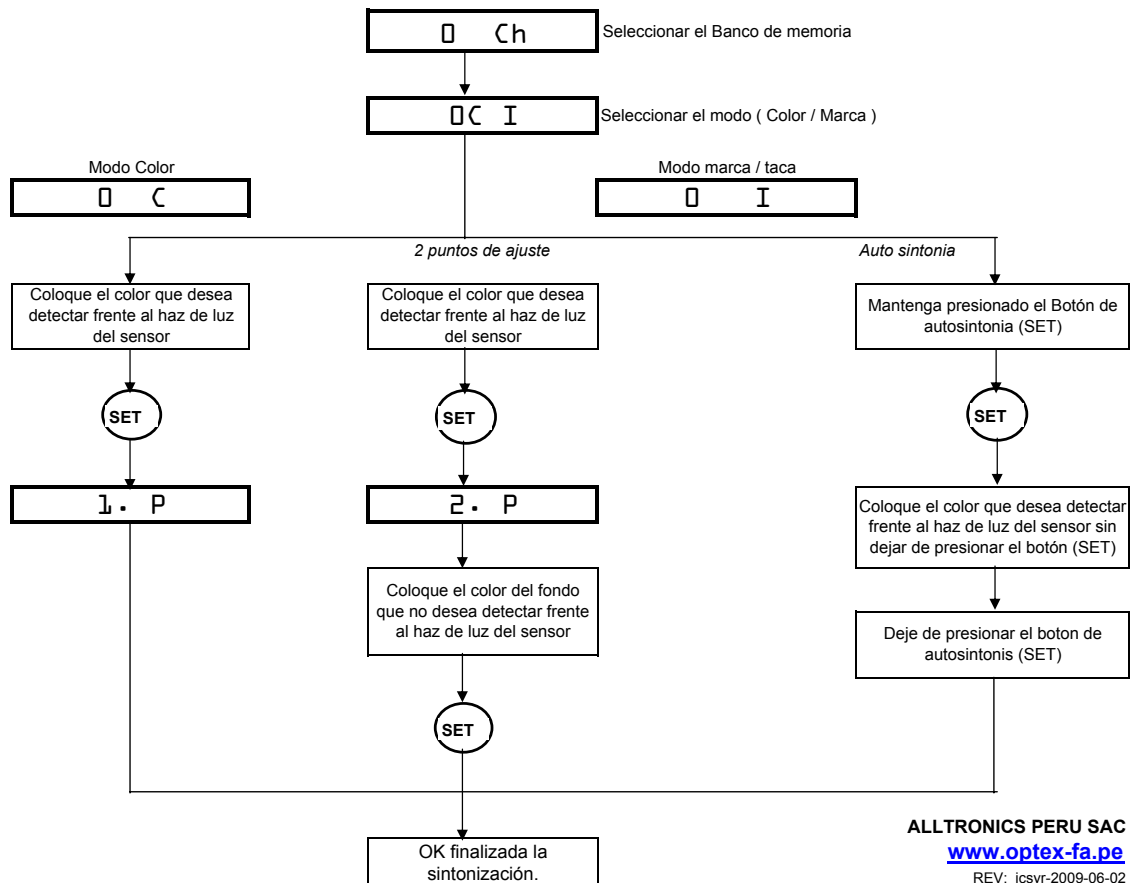 0 Ch
Seleccionar el Banco de memoria
0C I
Seleccionar el modo ( Color / Marca )
Modo Color
0 C
Modo marca / taca
0 I
2 puntos de ajuste
Auto sintonia
Coloque el color que desea
detectar frente al haz de luz
del sensor
SET
1. P
Coloque el color que desea
detectar frente al haz de luz
del sensor
SET
2. P
Coloque el color del fondo
que no desea detectar frente
al haz de luz del sensor
SET
Mantenga presionado el Botón de
autosintonia (SET)
SET
Coloque el color que desea detectar
frente al haz de luz del sensor sin
dejar de presionar el botón (SET)
Deje de presionar el boton de
autosintonis (SET)
OK finalizada la
sintonización.
ALLTRONICS PERU SAC
www.optex-fa.pe
REV: jcsyr-2009-06-02